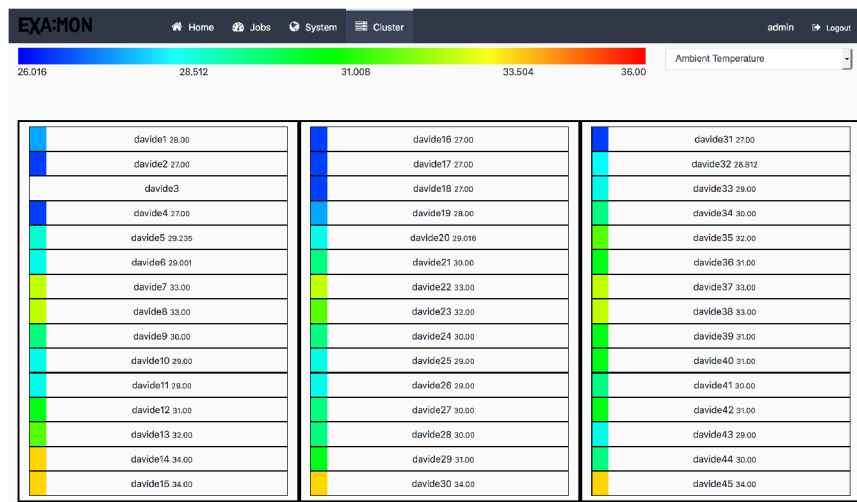 EXA:MON Home Jobs System Cluster admin Logout
26.016 28.512 31.008 33.504 36.00 Ambient Temperature
davide1 28.00
davide2 27.00
davide3
davide4 27.00
davide5 29.235
davide6 29.001
davide7 33.00
davide8 33.00
davide9 30.00
davide10 29.00
davide11 29.00
davide12 31.00
davide13 32.00
davide14 34.00
davide15 34.00
davide16 27.00
davide17 27.00
davide18 27.00
davide19 28.00
davide20 29.016
davide21 30.00
davide22 33.00
davide23 32.00
davide24 30.00
davide25 29.00
davide26 29.00
davide27 30.00
davide28 30.00
davide29 31.00
davide30 34.00
davide31 27.00
davide32 28.812
davide33 29.00
davide34 30.00
davide35 32.00
davide36 31.00
davide37 33.00
davide38 33.00
davide39 31.00
davide40 31.00
davide41 30.00
davide42 31.00
davide43 29.00
davide44 30.00
davide45 34.00